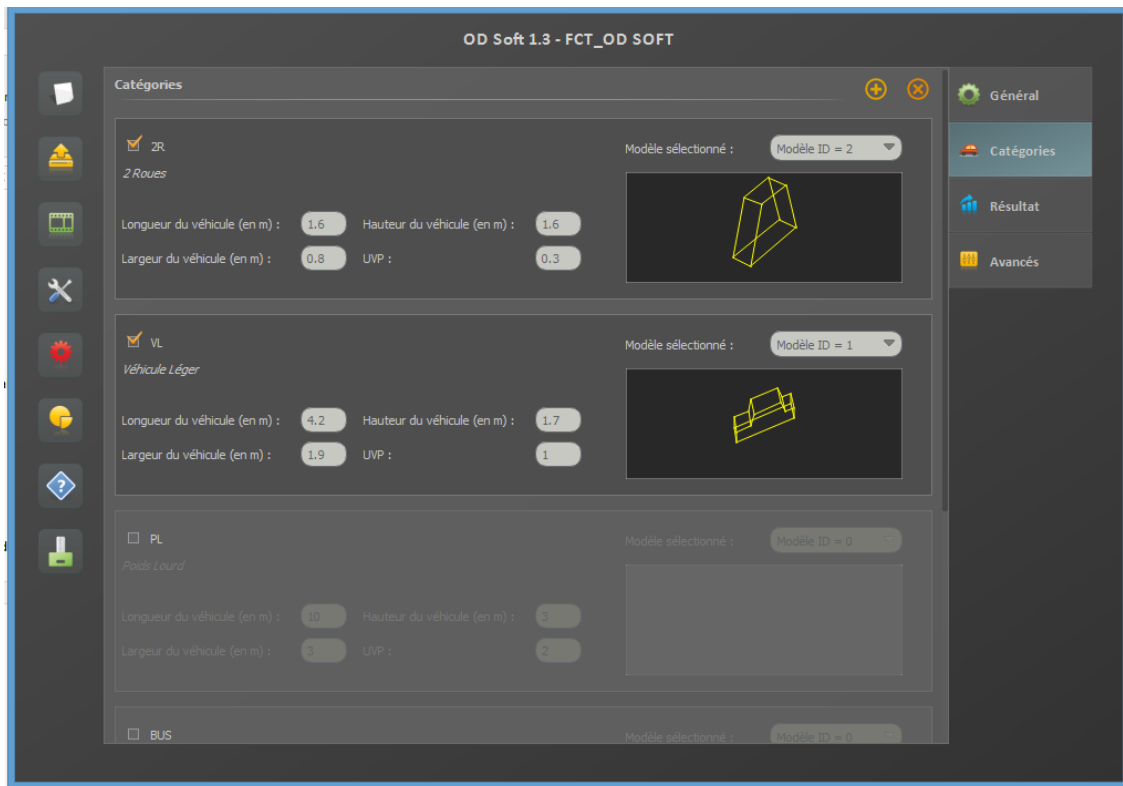 OD Soft 1.3 - FCT_OD SOFT
Catégories
2R
2 Roues
Modèle sélectionné :
Modèle ID = 2
Longueur du véhicule (en m) : 1.6 Hauteur du véhicule (en m) : 1.6
Largeur du véhicule (en m) : 0.8 UVP : 0.3
VL
Véhicule Léger
Modèle sélectionné :
Modèle ID = 1
Longueur du véhicule (en m) : 4.2 Hauteur du véhicule (en m) : 1.7
Largeur du véhicule (en m) : 1.9 UVP : 1
PL
Poids Lourd
Modèle sélectionné :
Modèle ID = 0
Longueur du véhicule (en m) : 10 Hauteur du véhicule (en m) : 3
Largeur du véhicule (en m) : 3 UVP : 2
BUS
Modèle sélectionné :
Modèle ID = 0
Général
Catégories
Résultat
Avancés